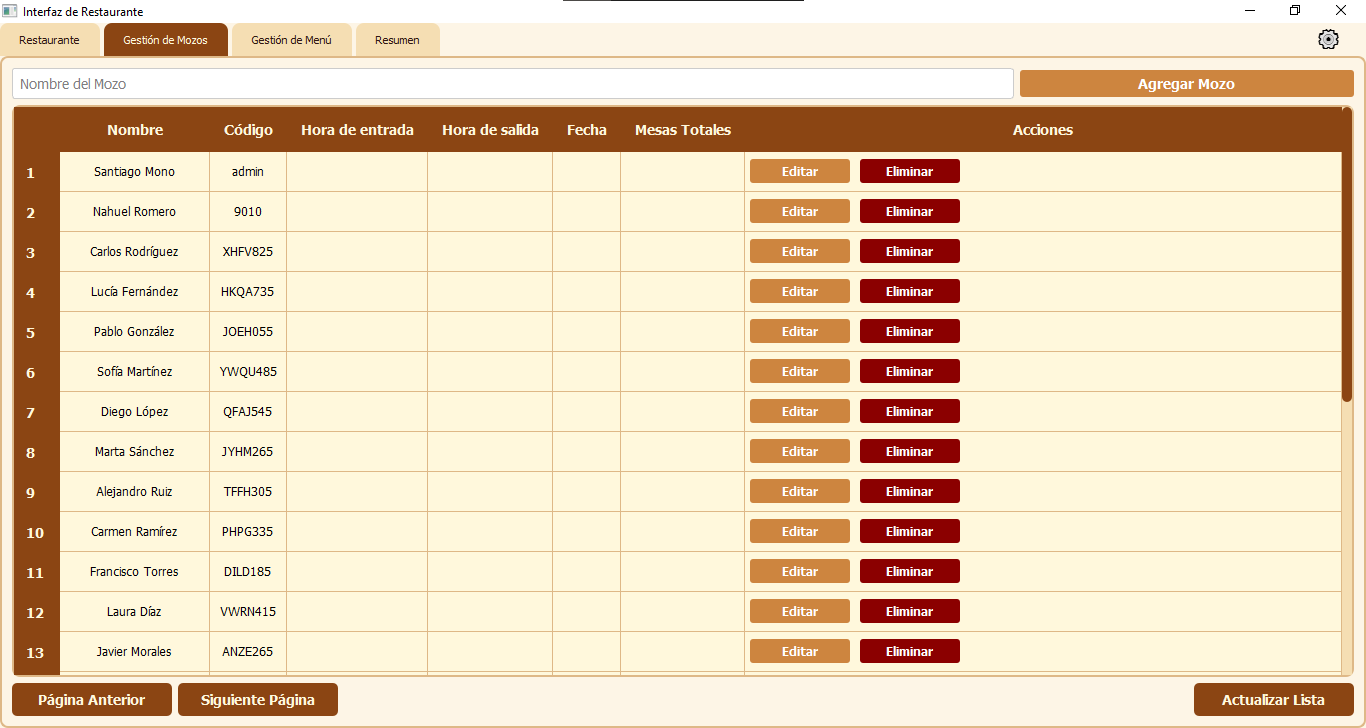 Interfaz de Restaurante
Restaurante Gestión de Mozos Gestión de Menú Resumen
Nombre del Mozo Agregar Mozo
Nombre Código Hora de entrada Hora de salida Fecha Mesas Totales Acciones
1 Santiago Mono admin Editar Eliminar
2 Nahuel Romero 9010 Editar Eliminar
3 Carlos Rodríguez XHFV825 Editar Eliminar
4 Lucía Fernández HKQA735 Editar Eliminar
5 Pablo González JOEH055 Editar Eliminar
6 Sofía Martínez YWQU485 Editar Eliminar
7 Diego López QFAJ545 Editar Eliminar
8 Marta Sánchez JYHM265 Editar Eliminar
9 Alejandro Ruiz TFFH305 Editar Eliminar
10 Carmen Ramírez PHPG335 Editar Eliminar
11 Francisco Torres DILD185 Editar Eliminar
12 Laura Díaz VWRN415 Editar Eliminar
13 Javier Morales ANZE265 Editar Eliminar
Página Anterior Siguiente Página Actualizar Lista